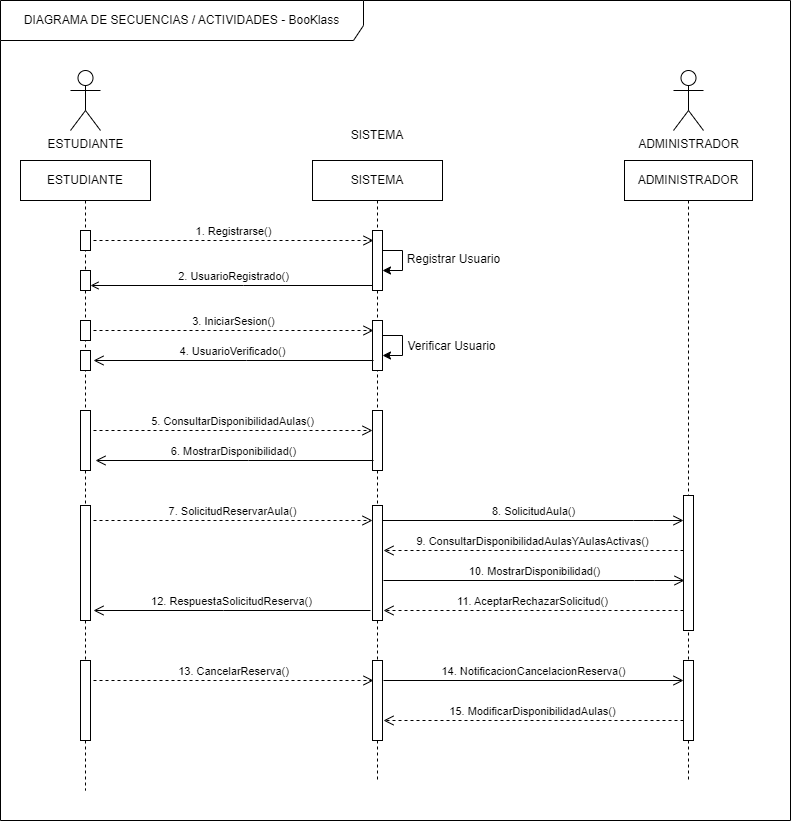 DIAGRAMA DE SECUENCIAS / ACTIVIDADES - BooKlass
ESTUDIANTE
SISTEMA
ADMINISTRADOR
ESTUDIANTE
SISTEMA
ADMINISTRADOR
1. Registrarse()
Registrar Usuario
2. UsuarioRegistrado()
3. IniciarSesion()
Verificar Usuario
4. UsuarioVerificado()
5. ConsultarDisponibilidadAulas()
6. MostrarDisponibilidad()
7. SolicitudReservarAula()
8. SolicitudAula()
9. ConsultarDisponibilidadAulasYAulasActivas()
10. MostrarDisponibilidad()
12. RespuestaSolicitudReserva()
11. AceptarRechazarSolicitud()
13. CancelarReserva()
14. NotificacionCancelacionReserva()
15. ModificarDisponibilidadAulas()